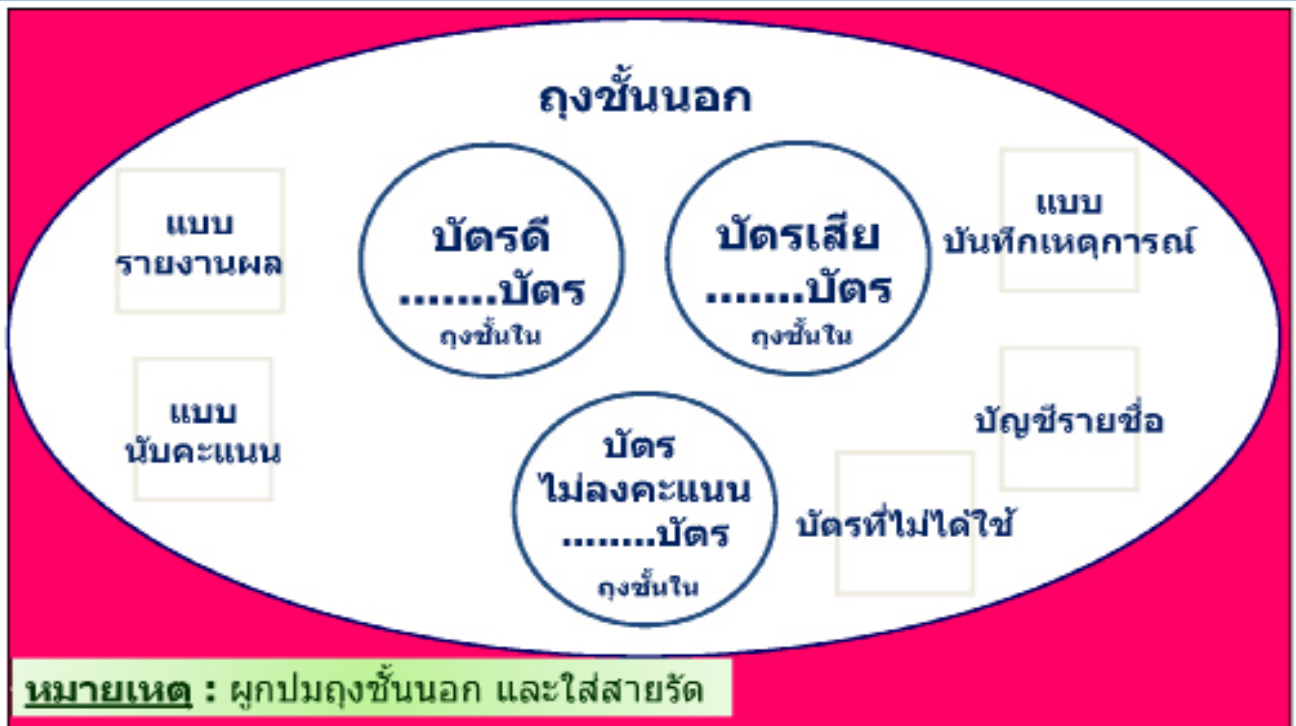 ถุงชั้นนอก
แบบ
รายงานผล
บัตรดี
.......บัตร
ถุงชั้นใน
บัตรเสีย
.......บัตร
ถุงชั้นใน
แบบ
บันทึกเหตุการณ์
แบบ
นับคะแนน
บัตร
ไม่ลงคะแนน
........บัตร
ถุงชั้นใน
บัญชีรายชื่อ
บัตรที่ไม่ได้ใช้
หมายเหตุ : ผูกปมถุงชั้นนอก และใส่สายรัด